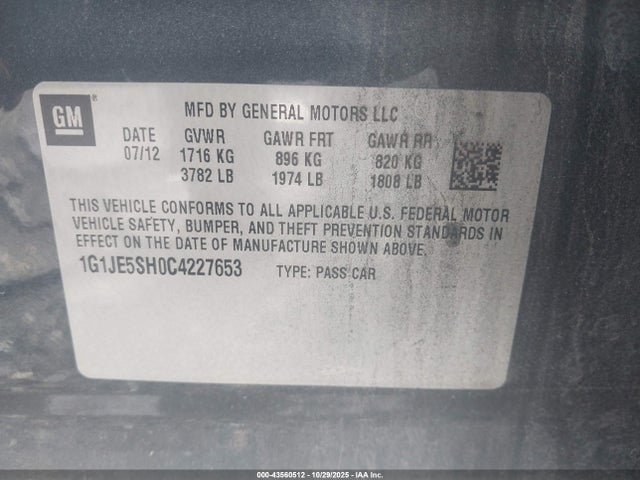 GM ®
MFD BY GENERAL MOTORS LLC
DATE GVWR GAWR FRT GAWR RR
07/12 1716 KG 896 KG 820 KG
3782 LB 1974 LB 1808 LB
THIS VEHICLE CONFORMS TO ALL APPLICABLE U.S. FEDERAL MOTOR
VEHICLE SAFETY, BUMPER, AND THEFT PREVENTION STANDARDS IN
EFFECT ON THE DATE OF MANUFACTURE SHOWN ABOVE.
1G1JE5SH0C4227653 TYPE: PASS CAR
000-43560512 - 10/29/2025 - IAA Inc.